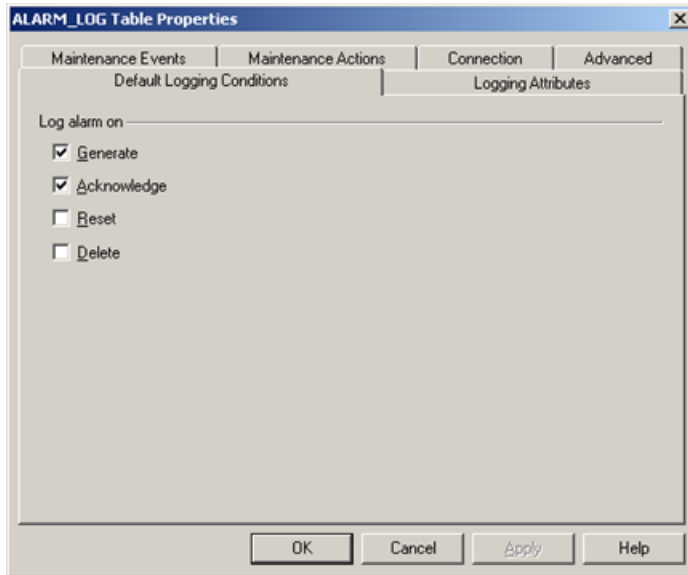 ALARM_LOG Table Properties
Maintenance Events Maintenance Actions Connection Advanced
Default Logging Conditions Logging Attributes
Log alarm on
Generate
Acknowledge
Reset
Delete
OK Cancel Apply Help